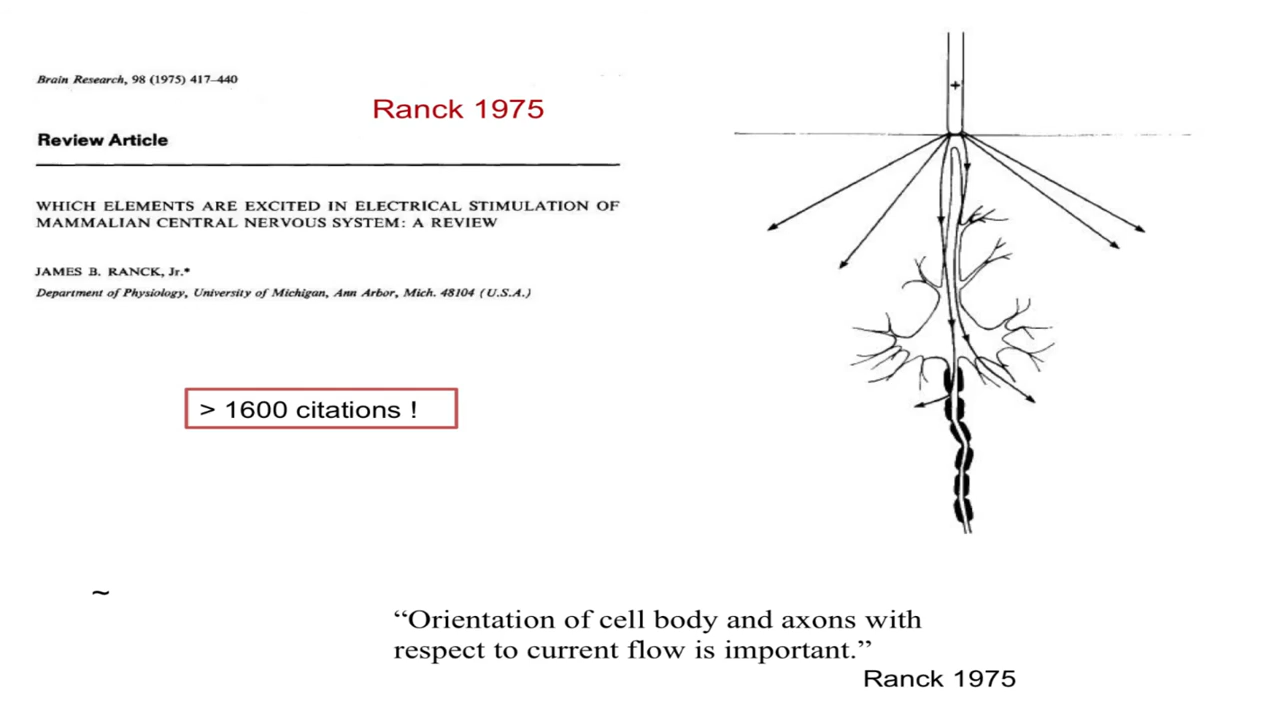 Brain Research, 98 (1975) 417–440
Ranck 1975
Review Article
WHICH ELEMENTS ARE EXCITED IN ELECTRICAL STIMULATION OF
MAMMALIAN CENTRAL NERVOUS SYSTEM: A REVIEW
JAMES B. RANCK, Jr.*
Department of Physiology, University of Michigan, Ann Arbor, Mich. 48104 (U.S.A.)
+
> 1600 citations !
~
“Orientation of cell body and axons with
respect to current flow is important.”
Ranck 1975